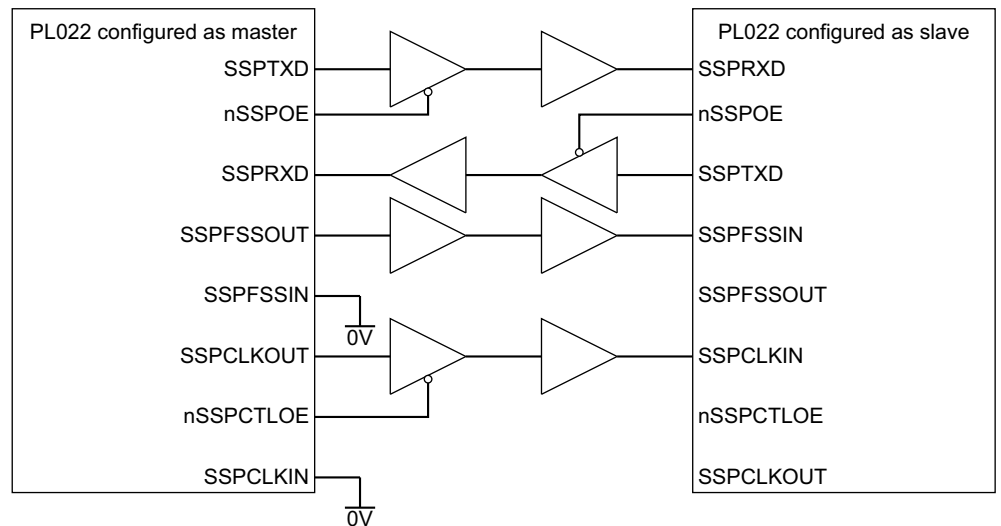 PL022 configured as master
SSPTXD
nSSPOE
SSPRXD
SSPFSSOUT
SSPFSSIN
0V
SSPCLKOUT
nSSPCTLOE
SSPCLKIN
0V
PL022 configured as slave
SSPRXD
nSSPOE
SSPTXD
SSPFSSIN
SSPFSSOUT
SSPCLKIN
nSSPCTLOE
SSPCLKOUT